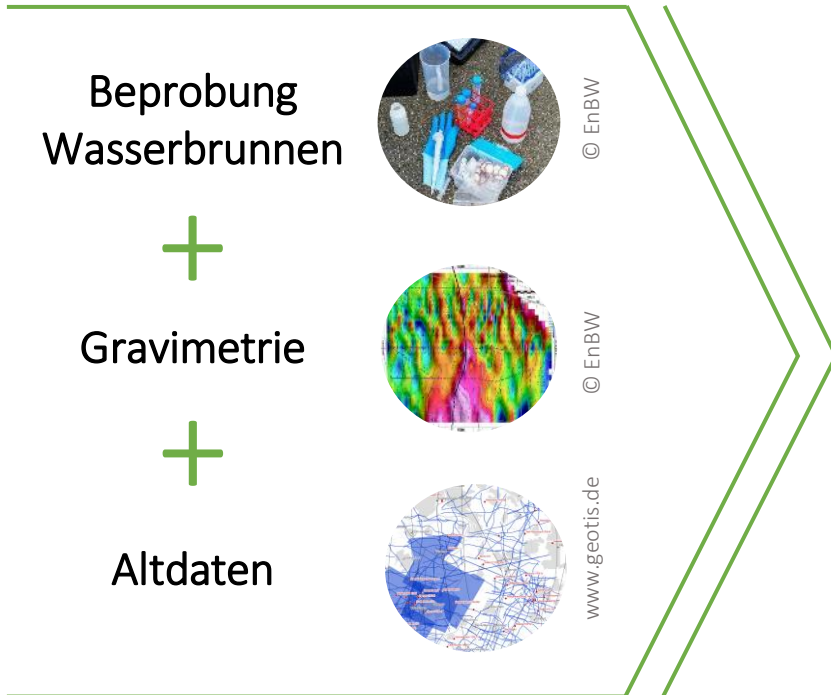 Beprobung
Wasserbrunnen
© EnBW
+
Gravimetrie
© EnBW
+
Altdaten
www.geotis.de